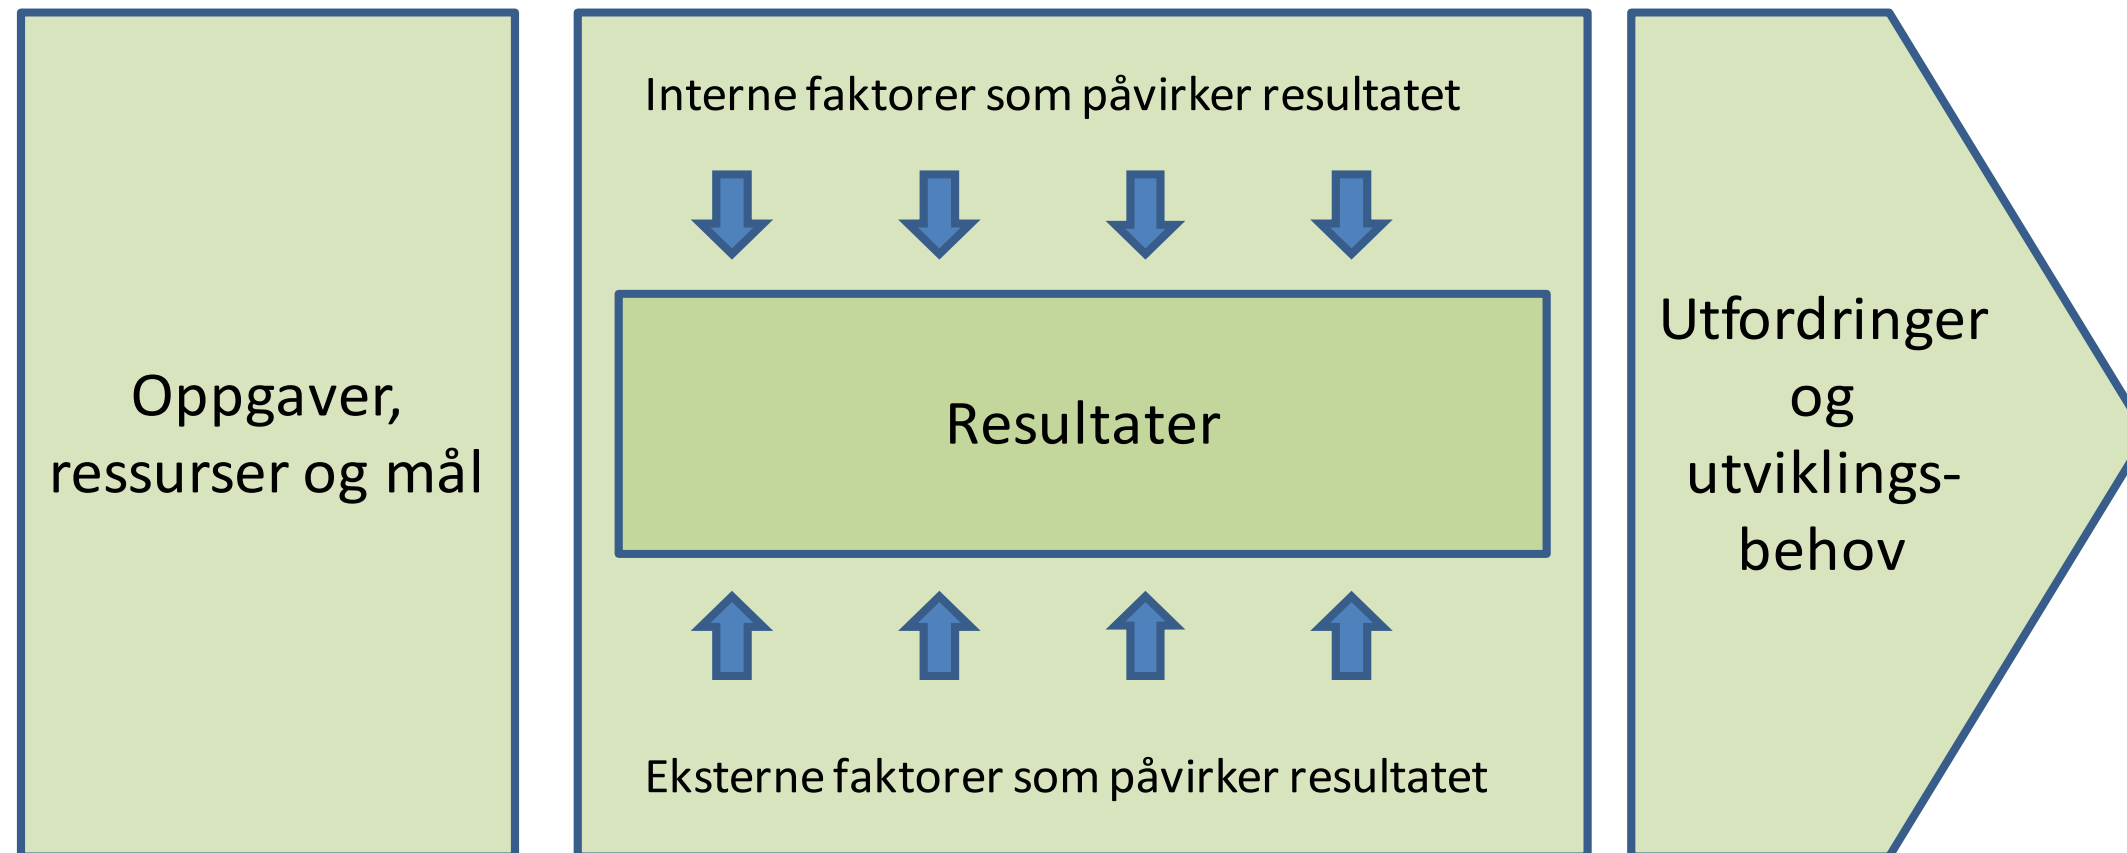 Oppgaver,
ressurser og mål
Interne faktorer som påvirker resultatet
Resultater
Eksterne faktorer som påvirker resultatet
Utfordringer
og
utviklings-
behov